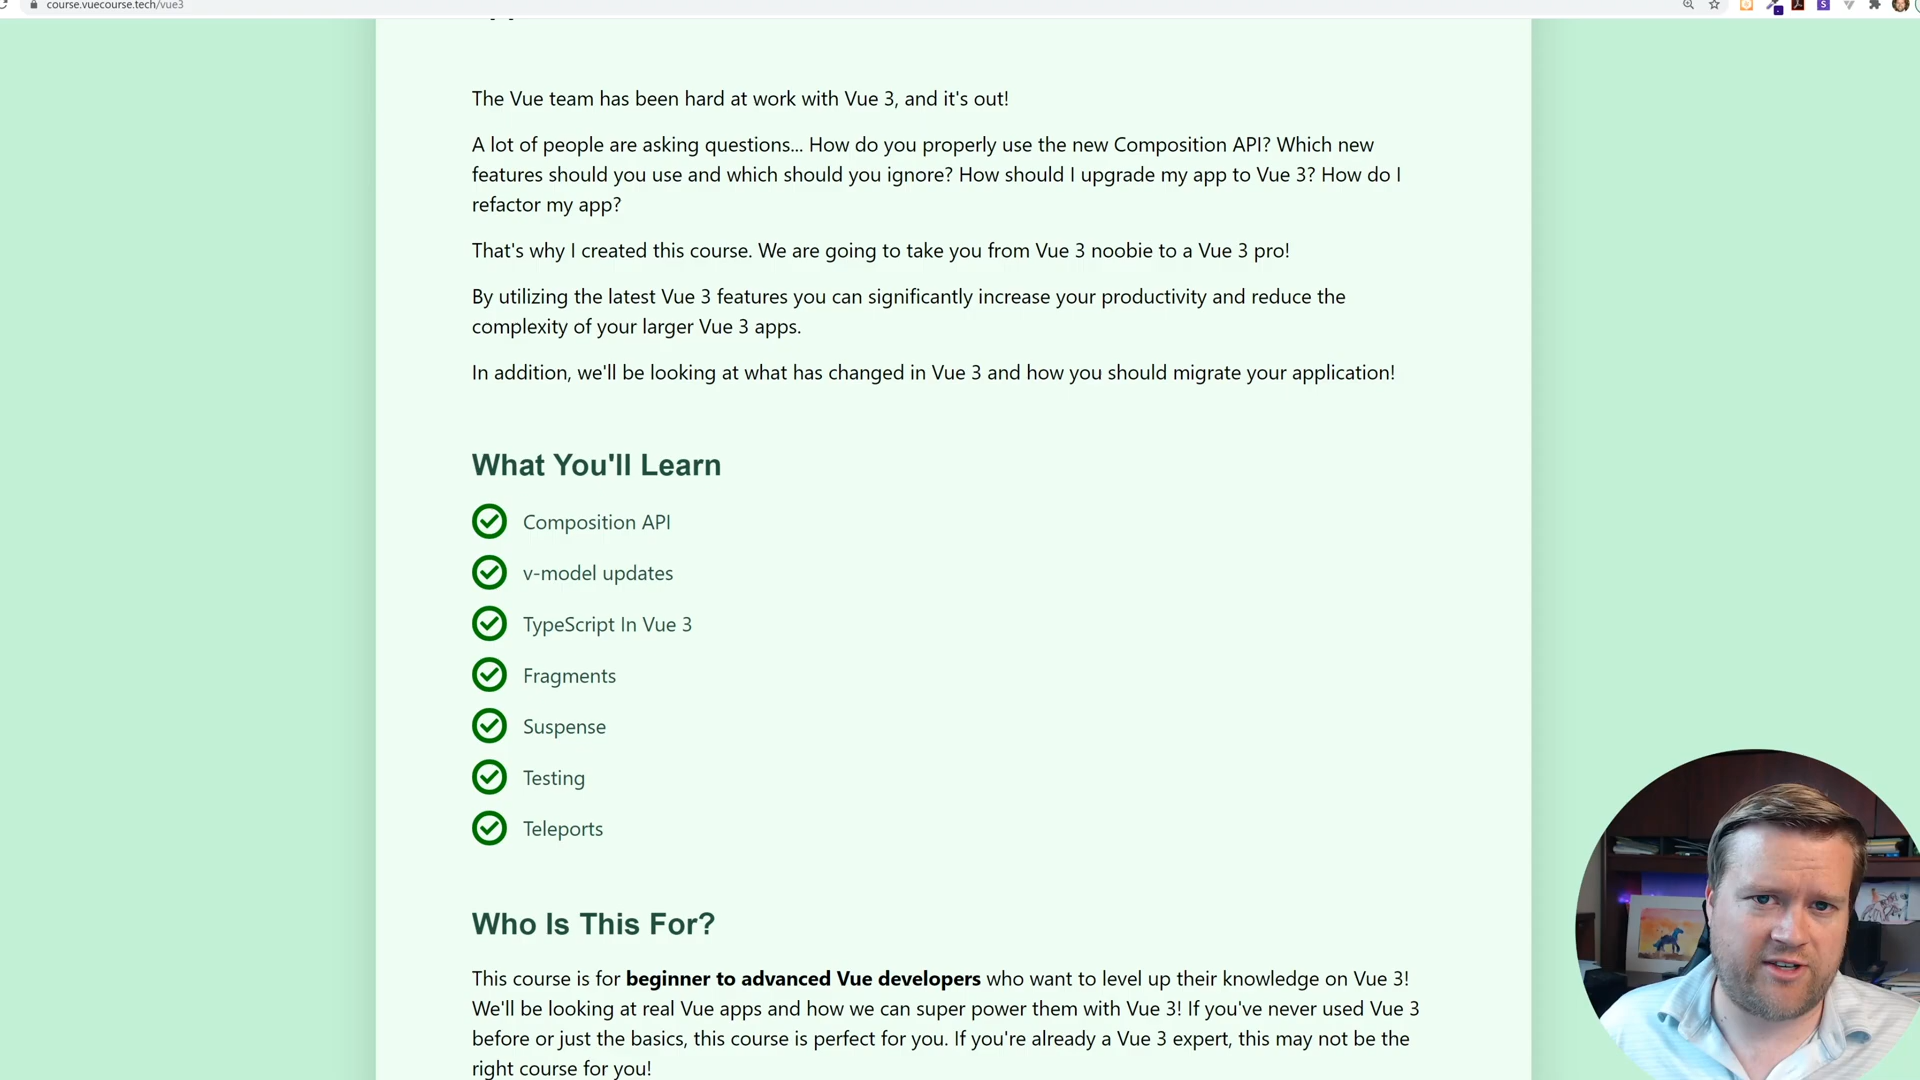 course.vuecourse.tech/vue3
The Vue team has been hard at work with Vue 3, and it's out!
A lot of people are asking questions... How do you properly use the new Composition API? Which new
features should you use and which should you ignore? How should I upgrade my app to Vue 3? How do I
refactor my app?
That's why I created this course. We are going to take you from Vue 3 noobie to a Vue 3 pro!
By utilizing the latest Vue 3 features you can significantly increase your productivity and reduce the
complexity of your larger Vue 3 apps.
In addition, we'll be looking at what has changed in Vue 3 and how you should migrate your application!
What You'll Learn
Composition API
v-model updates
TypeScript In Vue 3
Fragments
Suspense
Testing
Teleports
Who Is This For?
This course is for beginner to advanced Vue developers who want to level up their knowledge on Vue 3!
We'll be looking at real Vue apps and how we can super power them with Vue 3! If you've never used Vue 3
before or just the basics, this course is perfect for you. If you're already a Vue 3 expert, this may not be the
right course for you!